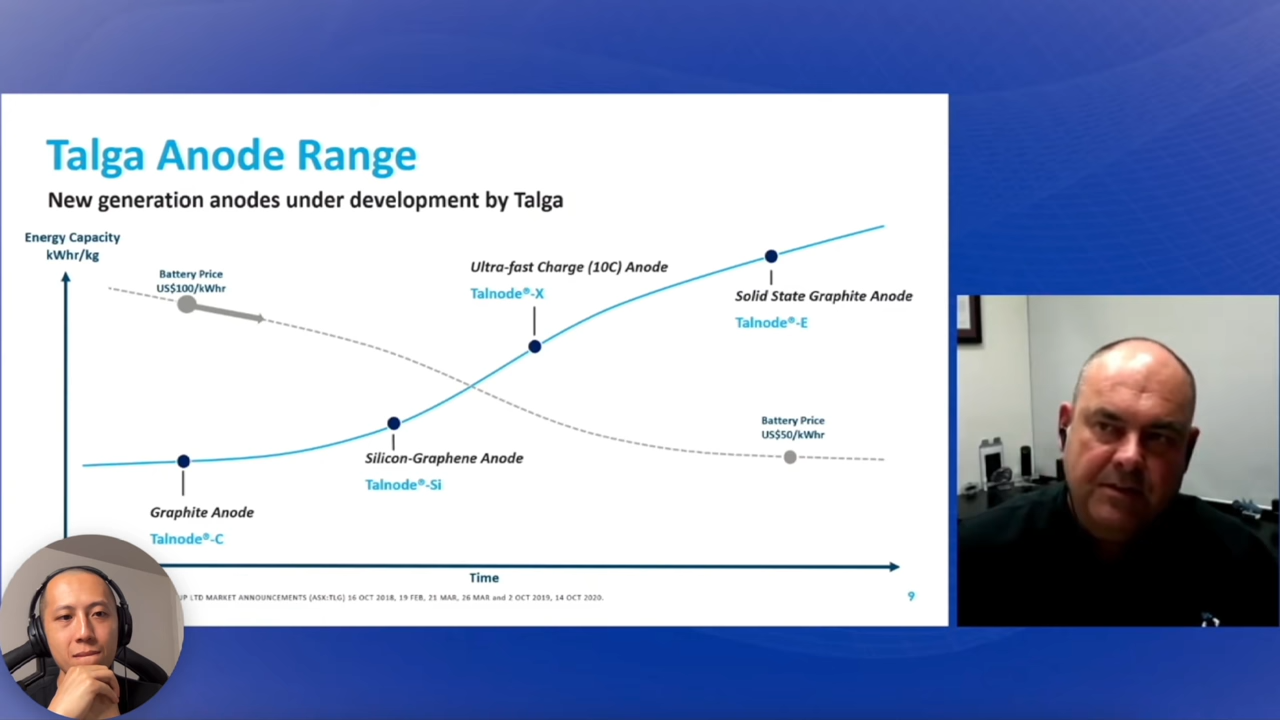 Talga Anode Range
New generation anodes under development by Talga
Energy Capacity
kWhr/kg
Battery Price
US$100/kWhr
Ultra-fast Charge (10C) Anode
Talnode®-X
Solid State Graphite Anode
Talnode®-E
Battery Price
US$50/kWhr
Silicon-Graphene Anode
Talnode®-Si
Graphite Anode
Talnode®-C
Time
LTD MARKET ANNOUNCEMENTS (ASX:TLG) 16 OCT 2018, 19 FEB, 21 MAR, 26 MAR and 2 OCT 2019, 14 OCT 2020.
9